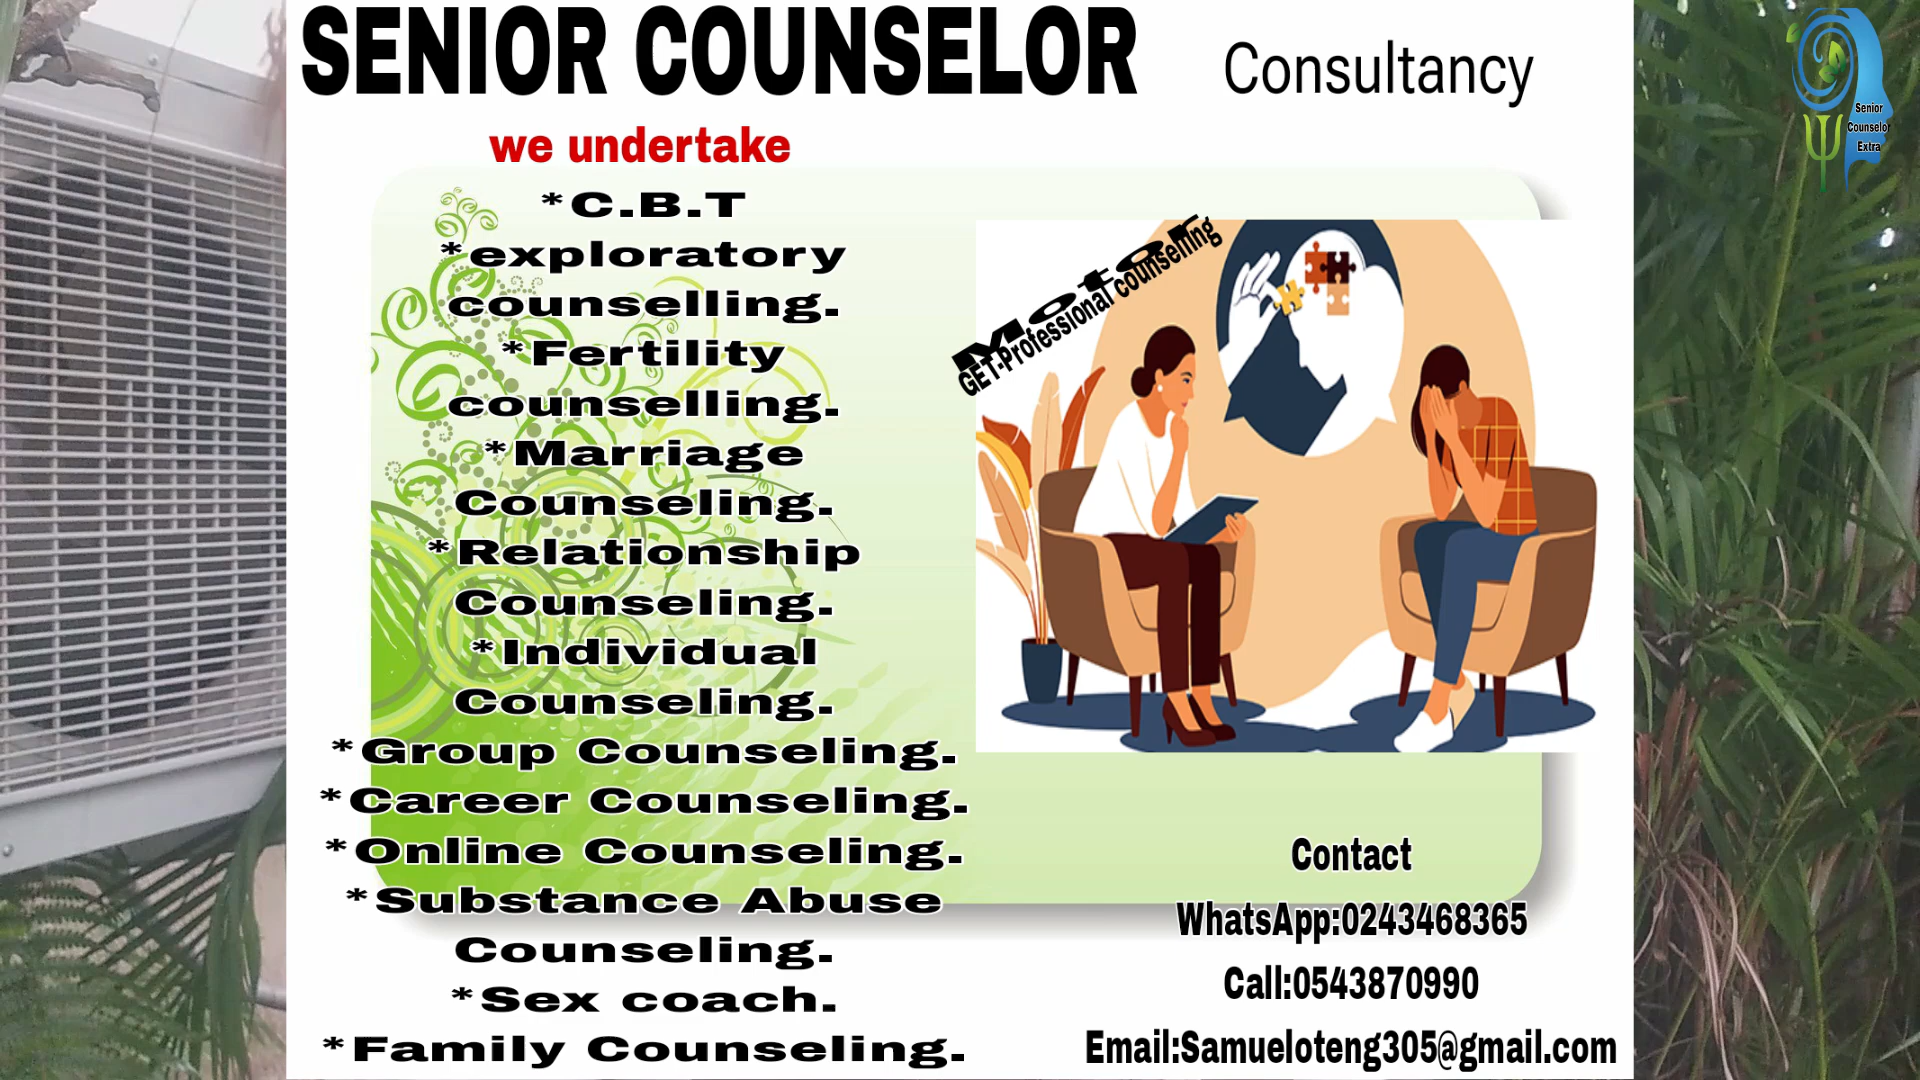 SENIOR COUNSELOR
Consultancy
we undertake
*C.B.T
*exploratory
counselling.
*Fertility
counselling.
*Marriage
Counseling.
*Relationship
Counseling.
*Individual
Counseling.
*Group Counseling.
*Career Counseling.
*Online Counseling.
*Substance Abuse
Counseling.
*Sex coach.
*Family Counseling.
Motor
GET-Professional counselling
Contact
WhatsApp:0243468365
Call:0543870990
Email:Samueloteng305@gmail.com
Senior
Counselor
Extra